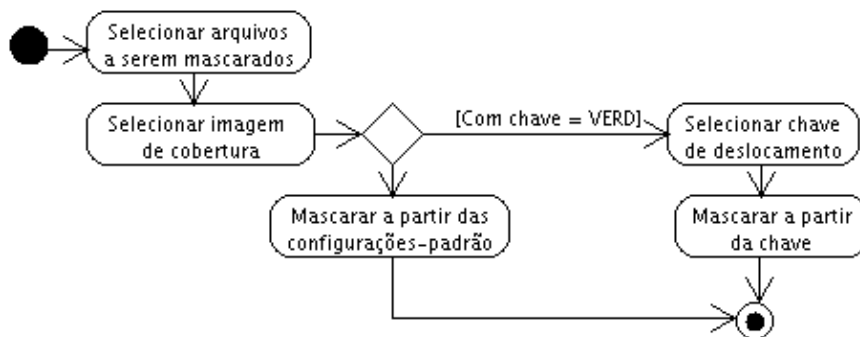 Selecionar arquivos
a serem mascarados
Selecionar imagem
de cobertura
[Com chave = VERD]
Selecionar chave
de deslocamento
Mascarar a partir das
configurações-padrão
Mascarar a partir
da chave